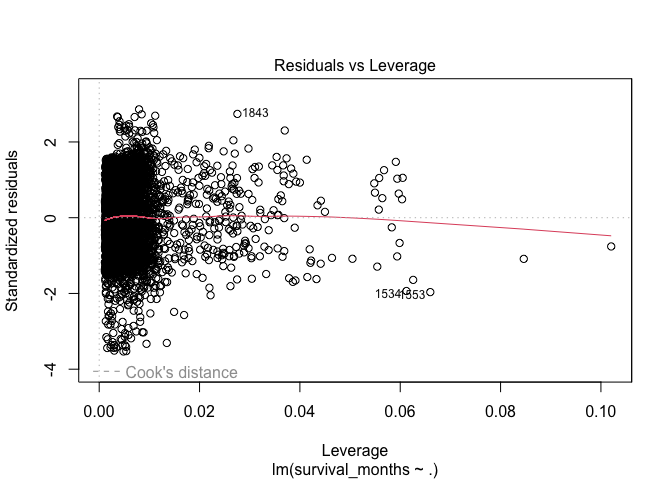 Residuals vs Leverage
Standardized residuals
2
0
-2
-4
1843
1534
1553
Cook's distance
0.00
0.02
0.04
0.06
0.08
0.10
Leverage
lm(survival_months ~ .)